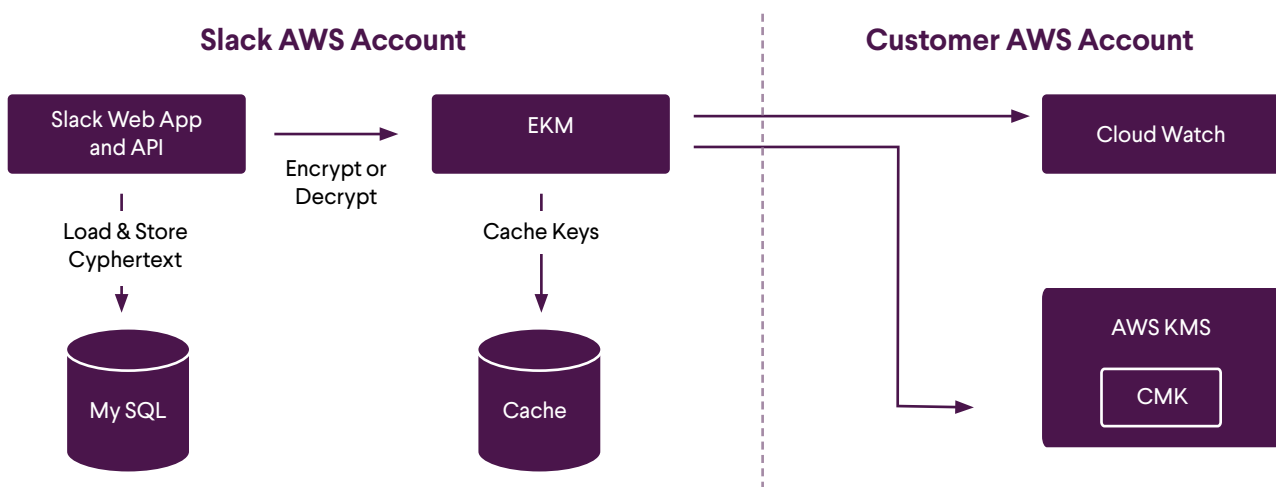 Slack AWS Account
Customer AWS Account
Slack Web App
and API
Encrypt or
Decrypt
EKM
Cloud Watch
Load & Store
Cyphertext
Cache Keys
My SQL
Cache
AWS KMS
CMK